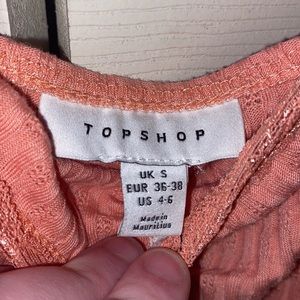 TOPSHOP
UK S
EUR 36-38
US 4-6
Made in
Mauritius